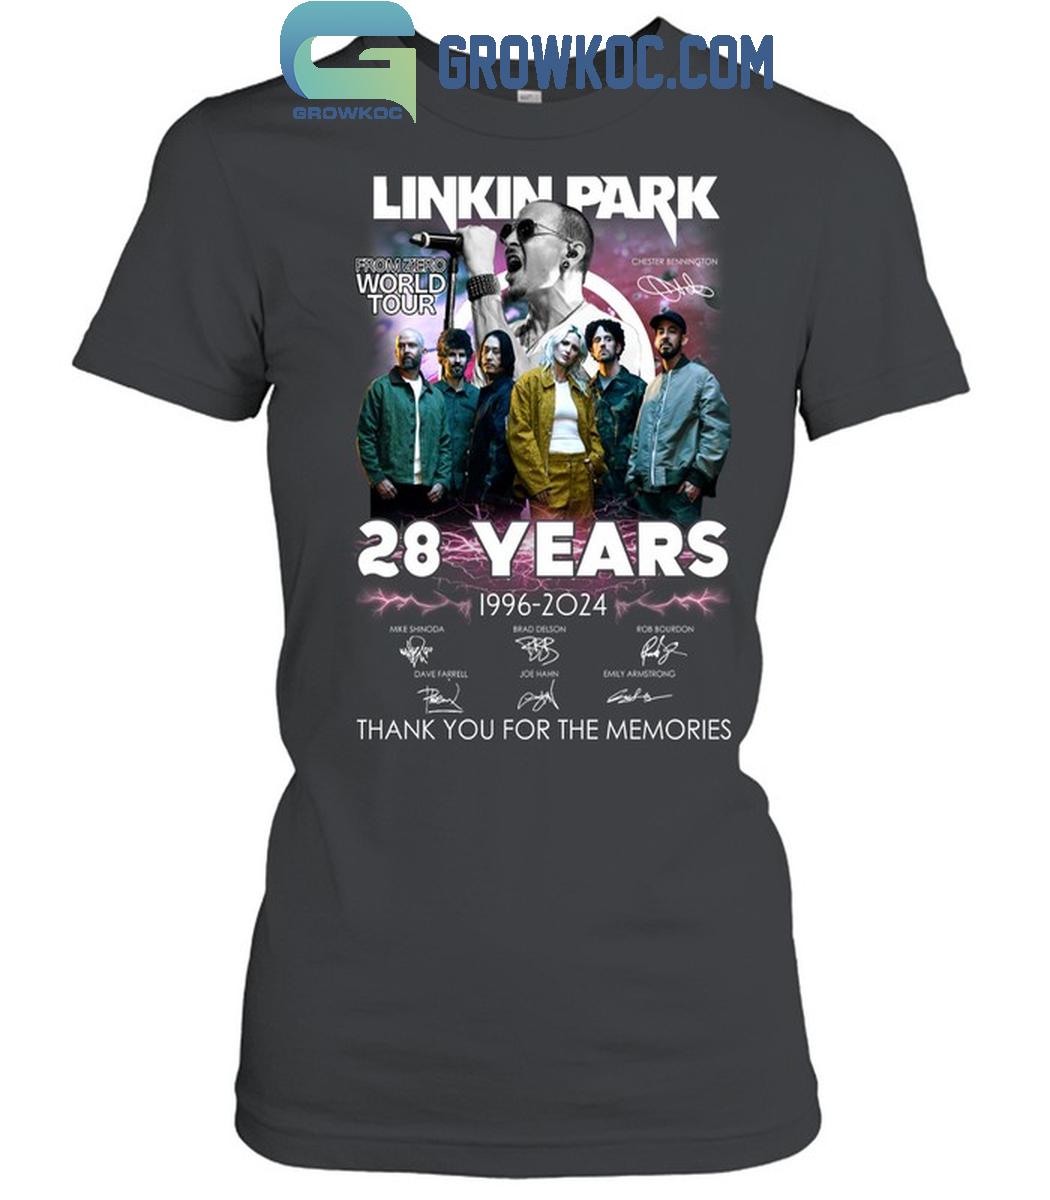 GROWKOC.COM
GROWKOC
LINKIN PARK
FROM ZERO
WORLD
TOUR
CHESTER BENNINGTON
28 YEARS
1996-2024
MIKE SHINODA BRAD DELSON ROB BOURDON
DAVE FARRELL JOE HAHN EMILY ARMSTRONG
THANK YOU FOR THE MEMORIES